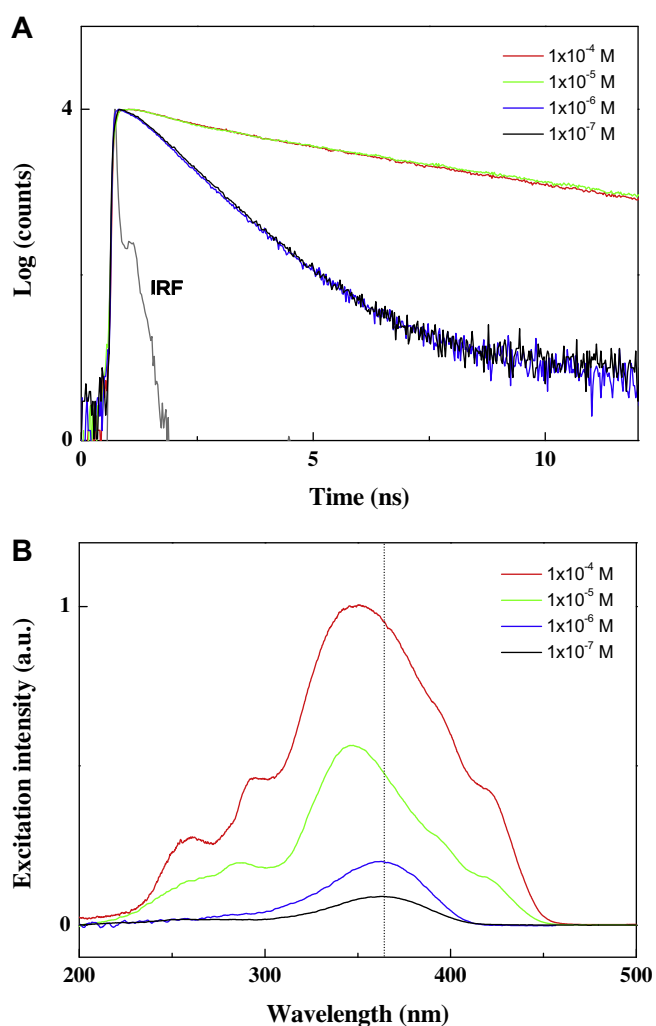 A
1x10⁻⁴ M
1x10⁻⁵ M
1x10⁻⁶ M
1x10⁻⁷ M
4
Log (counts)
IRF
0
0
5
10
Time (ns)
B
1x10⁻⁴ M
1x10⁻⁵ M
1x10⁻⁶ M
1x10⁻⁷ M
1
Excitation intensity (a.u.)
0
200
300
400
500
Wavelength (nm)